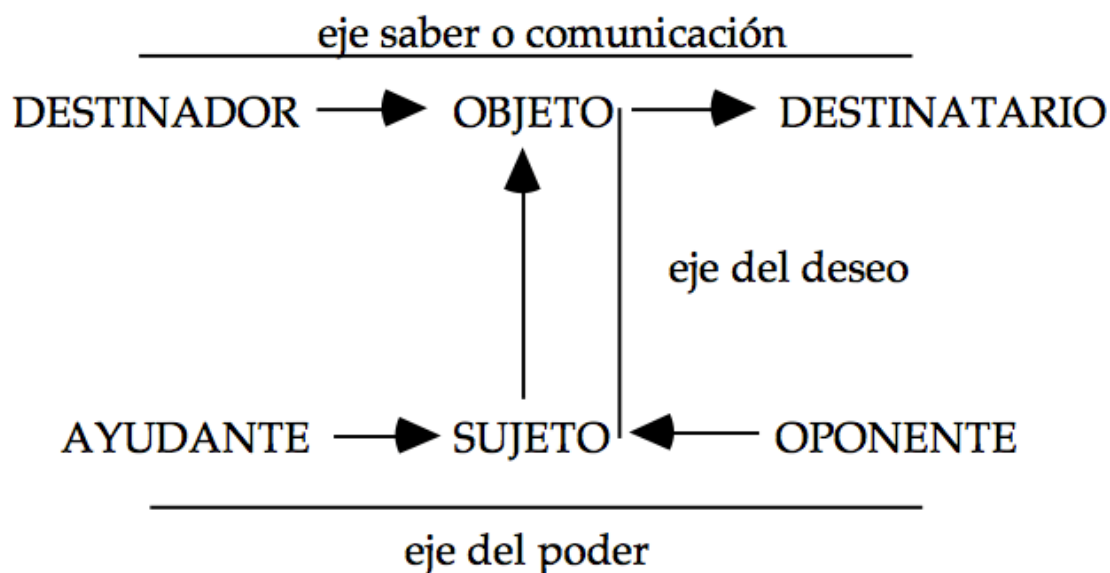 eje saber o comunicación
DESTINADOR OBJETO DESTINATARIO
eje del deseo
AYUDANTE SUJETO OPONENTE
eje del poder